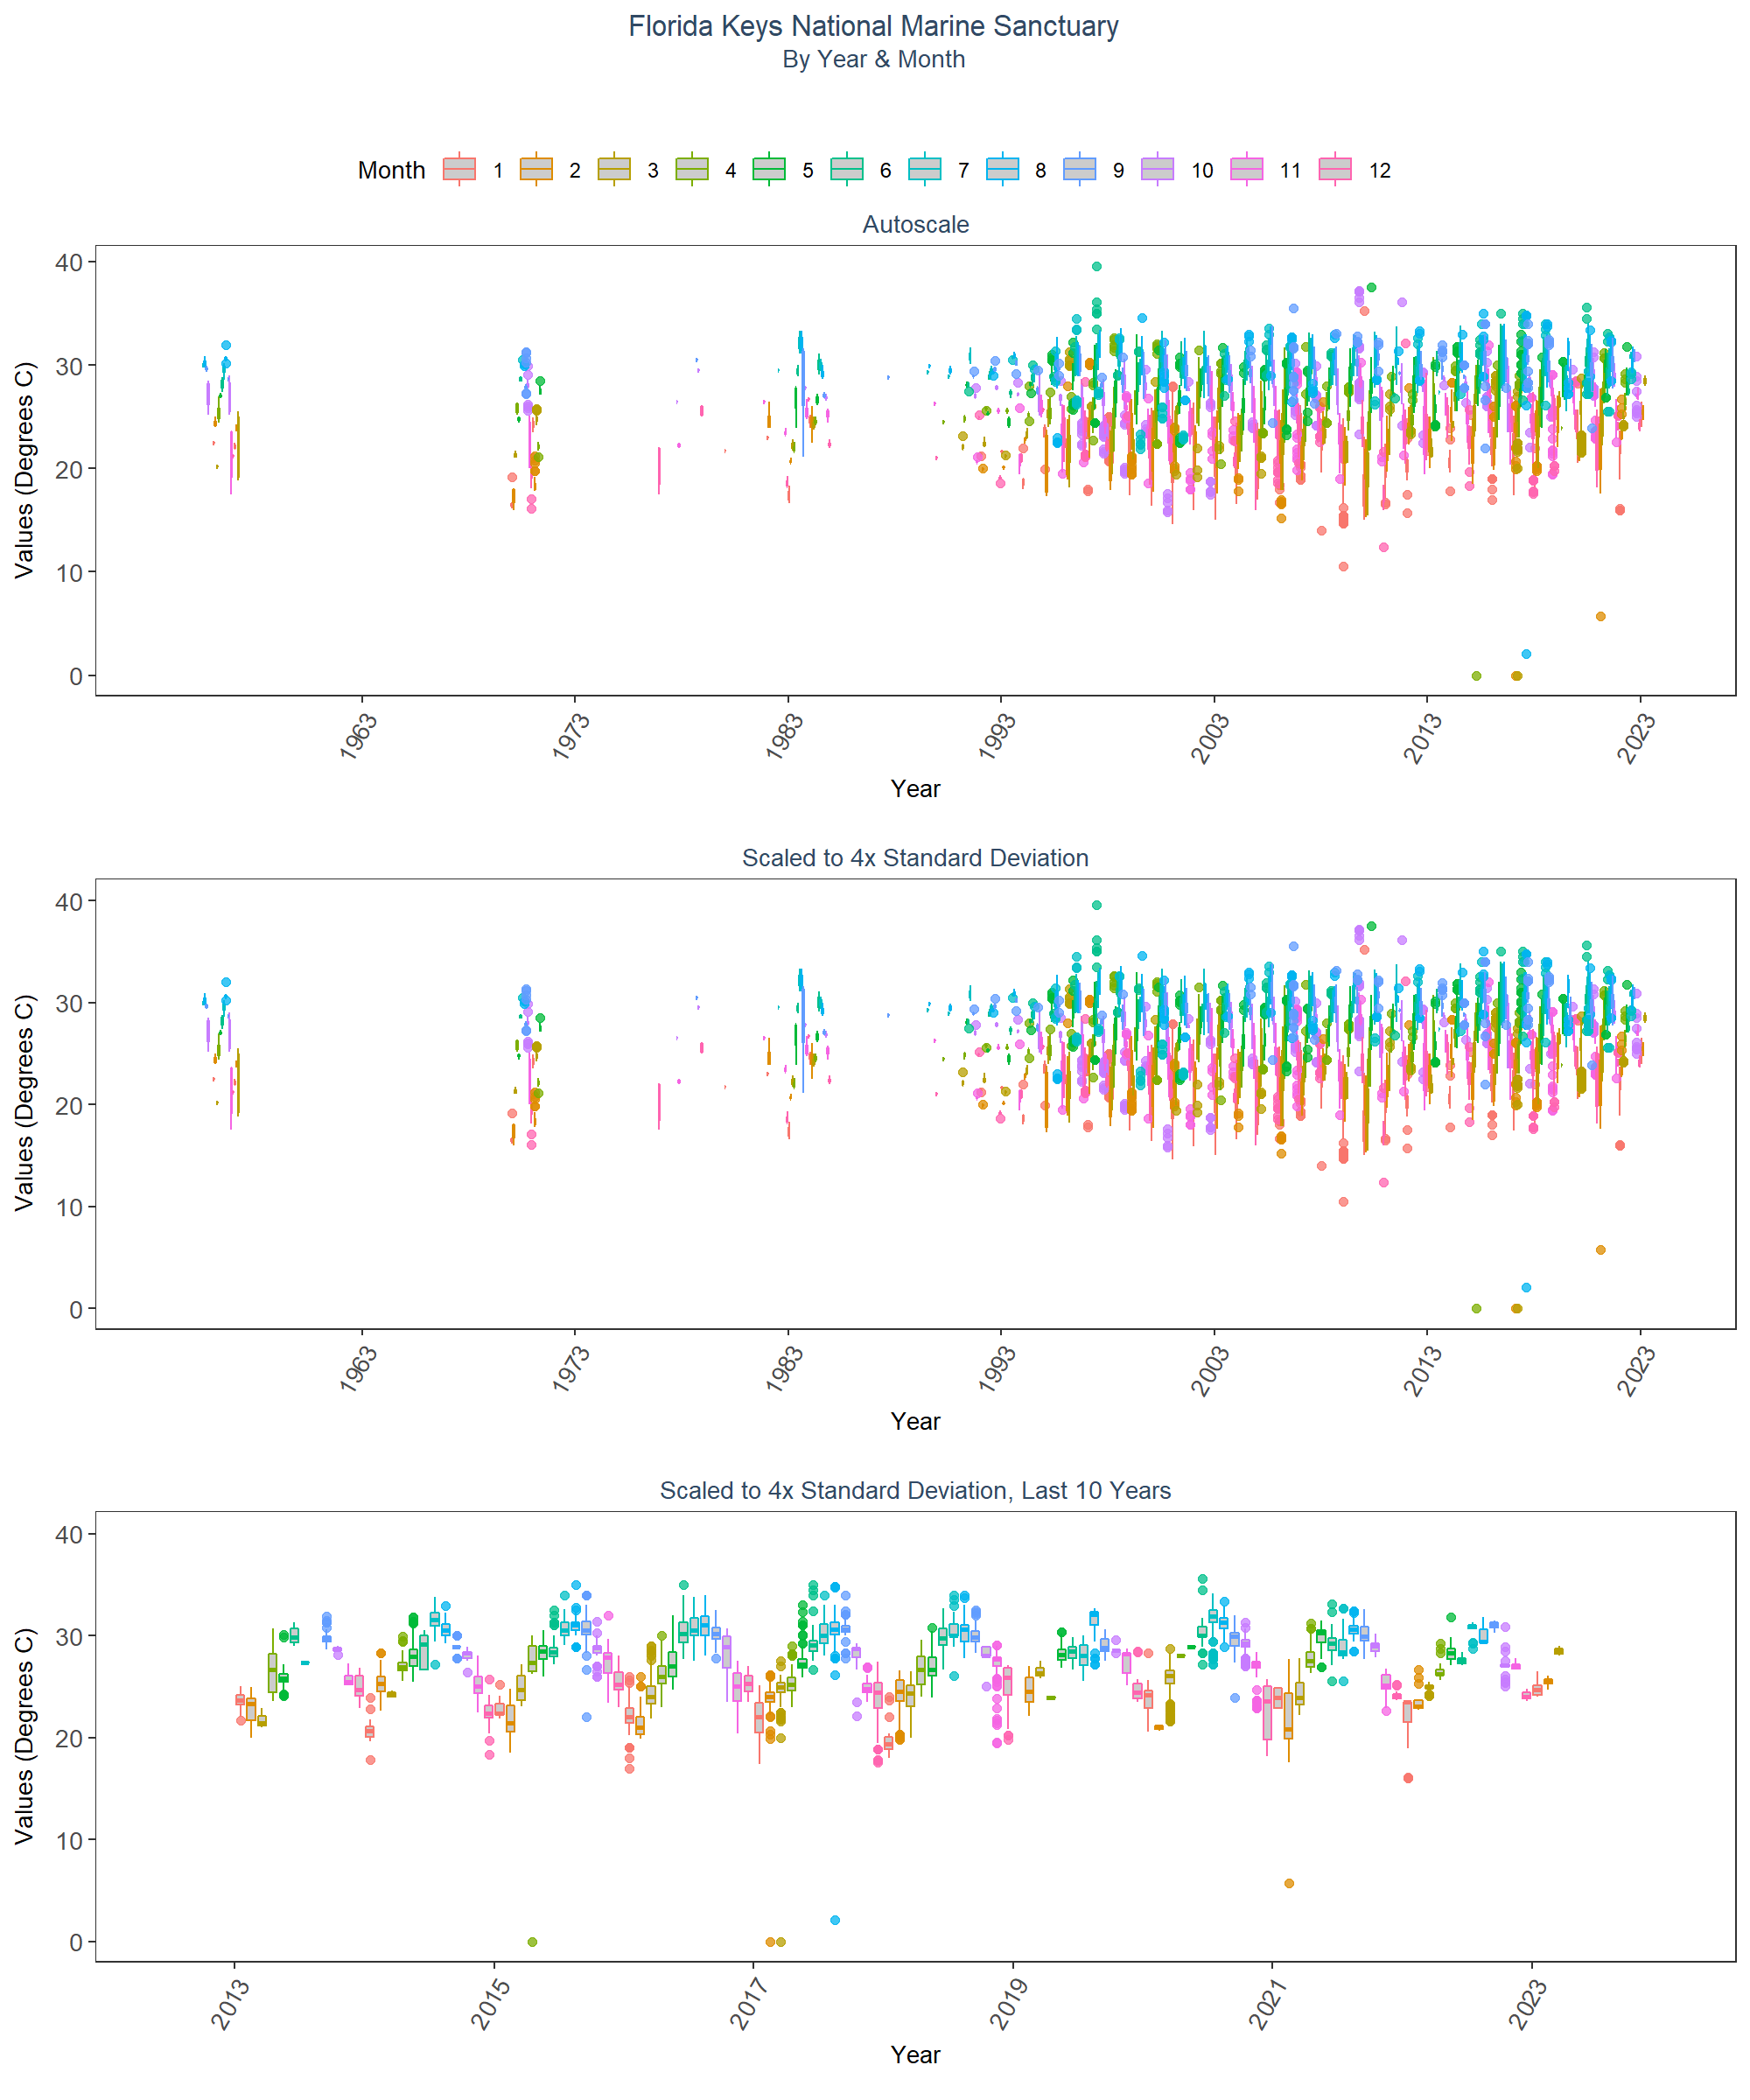 Florida Keys National Marine Sanctuary
By Year & Month
Month 1 2 3 4 5 6 7 8 9 10 11 12
Autoscale
Values (Degrees C)
40
30
20
10
0
1963 1973 1983 1993 2003 2013 2023
Year
Scaled to 4x Standard Deviation
Values (Degrees C)
40
30
20
10
0
1963 1973 1983 1993 2003 2013 2023
Year
Scaled to 4x Standard Deviation, Last 10 Years
Values (Degrees C)
40
30
20
10
0
2013 2015 2017 2019 2021 2023
Year